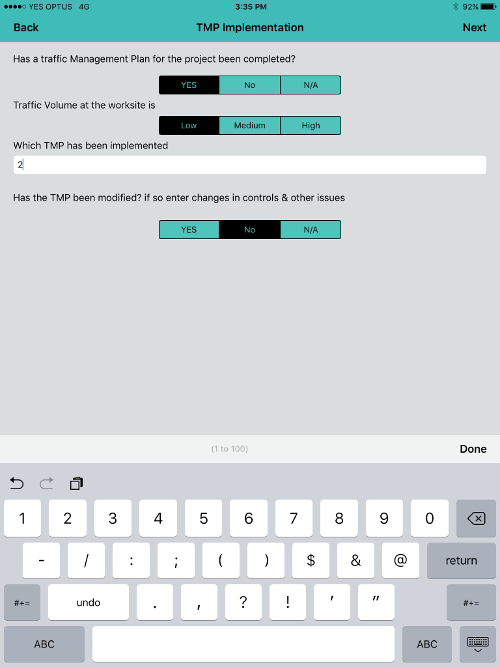 YES OPTUS 4G 3:35 PM 92%
Back TMP Implementation Next
Has a traffic Management Plan for the project been completed?
YES No N/A
Traffic Volume at the worksite is
Low Medium High
Which TMP has been implemented
2
Has the TMP been modified? if so enter changes in controls & other issues
YES No N/A
(1 to 100) Done
1 2 3 4 5 6 7 8 9 0
- / : ; ( ) $ & @ return
#+= undo . , ? ! ' " #+=
ABC ABC